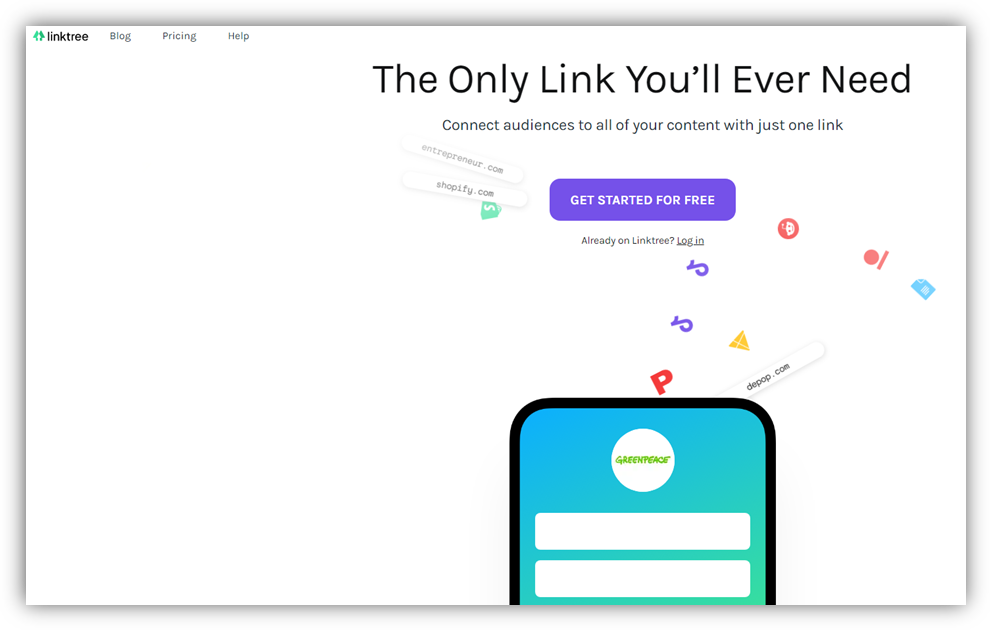 linktree Blog Pricing Help
The Only Link You’ll Ever Need
Connect audiences to all of your content with just one link
entrepreneur.com
shopify.com
GET STARTED FOR FREE
Already on Linktree? Log in
depop.com
GREENPEACE